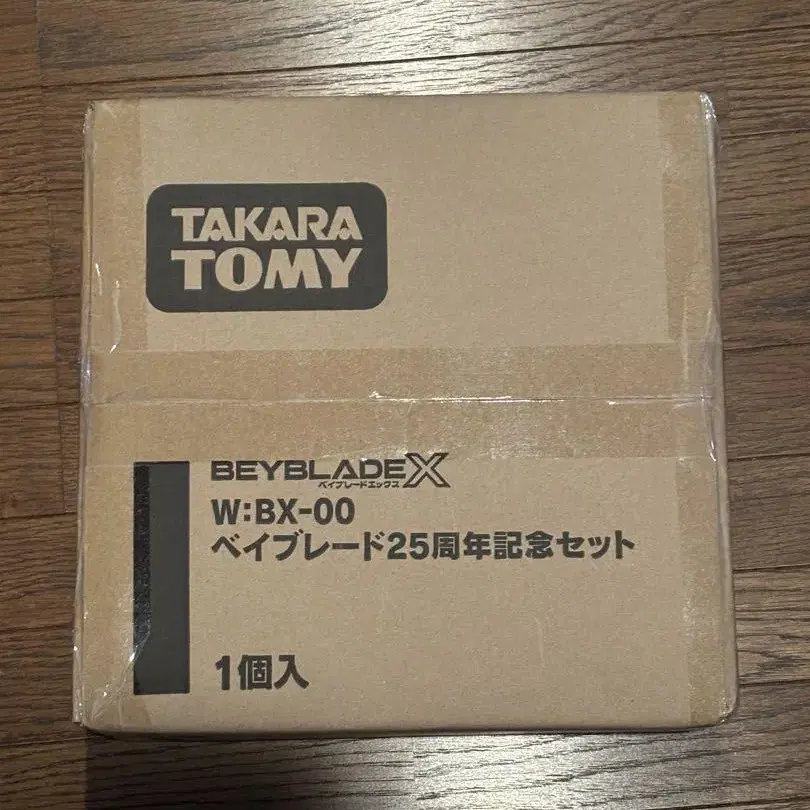 TAKARA
TOMY
BEYBLADE X
ベイブレードエックス
W:BX-00
ベイブレード25周年記念セット
1個入